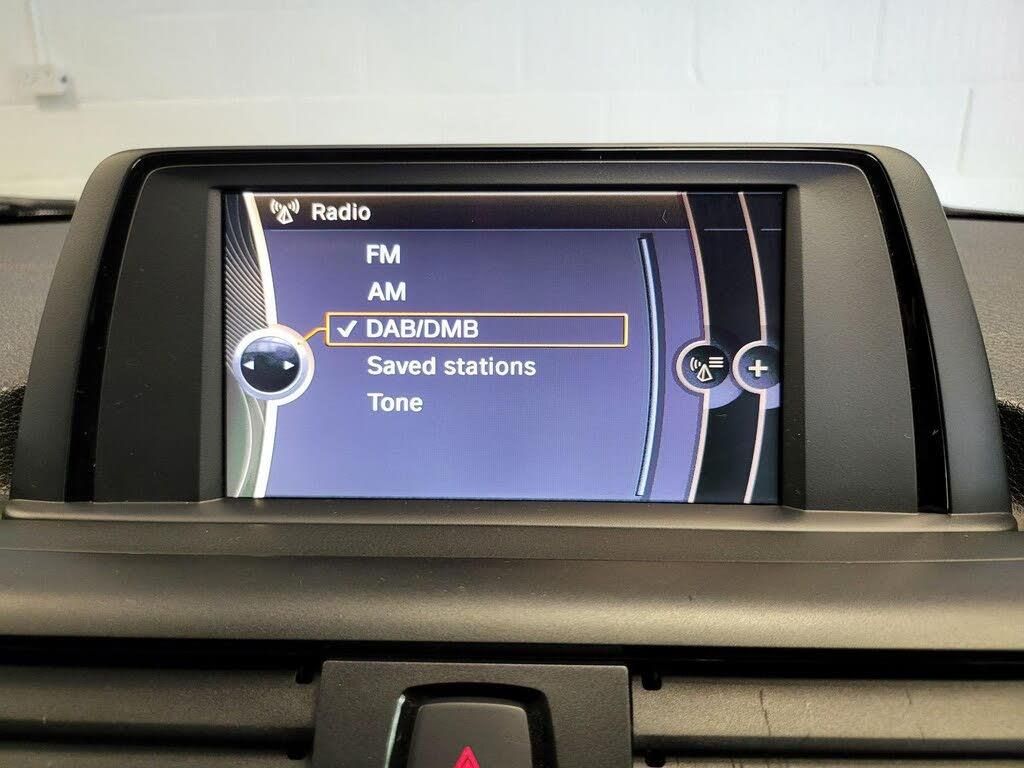 Radio
FM
AM
DAB/DMB
Saved stations
Tone